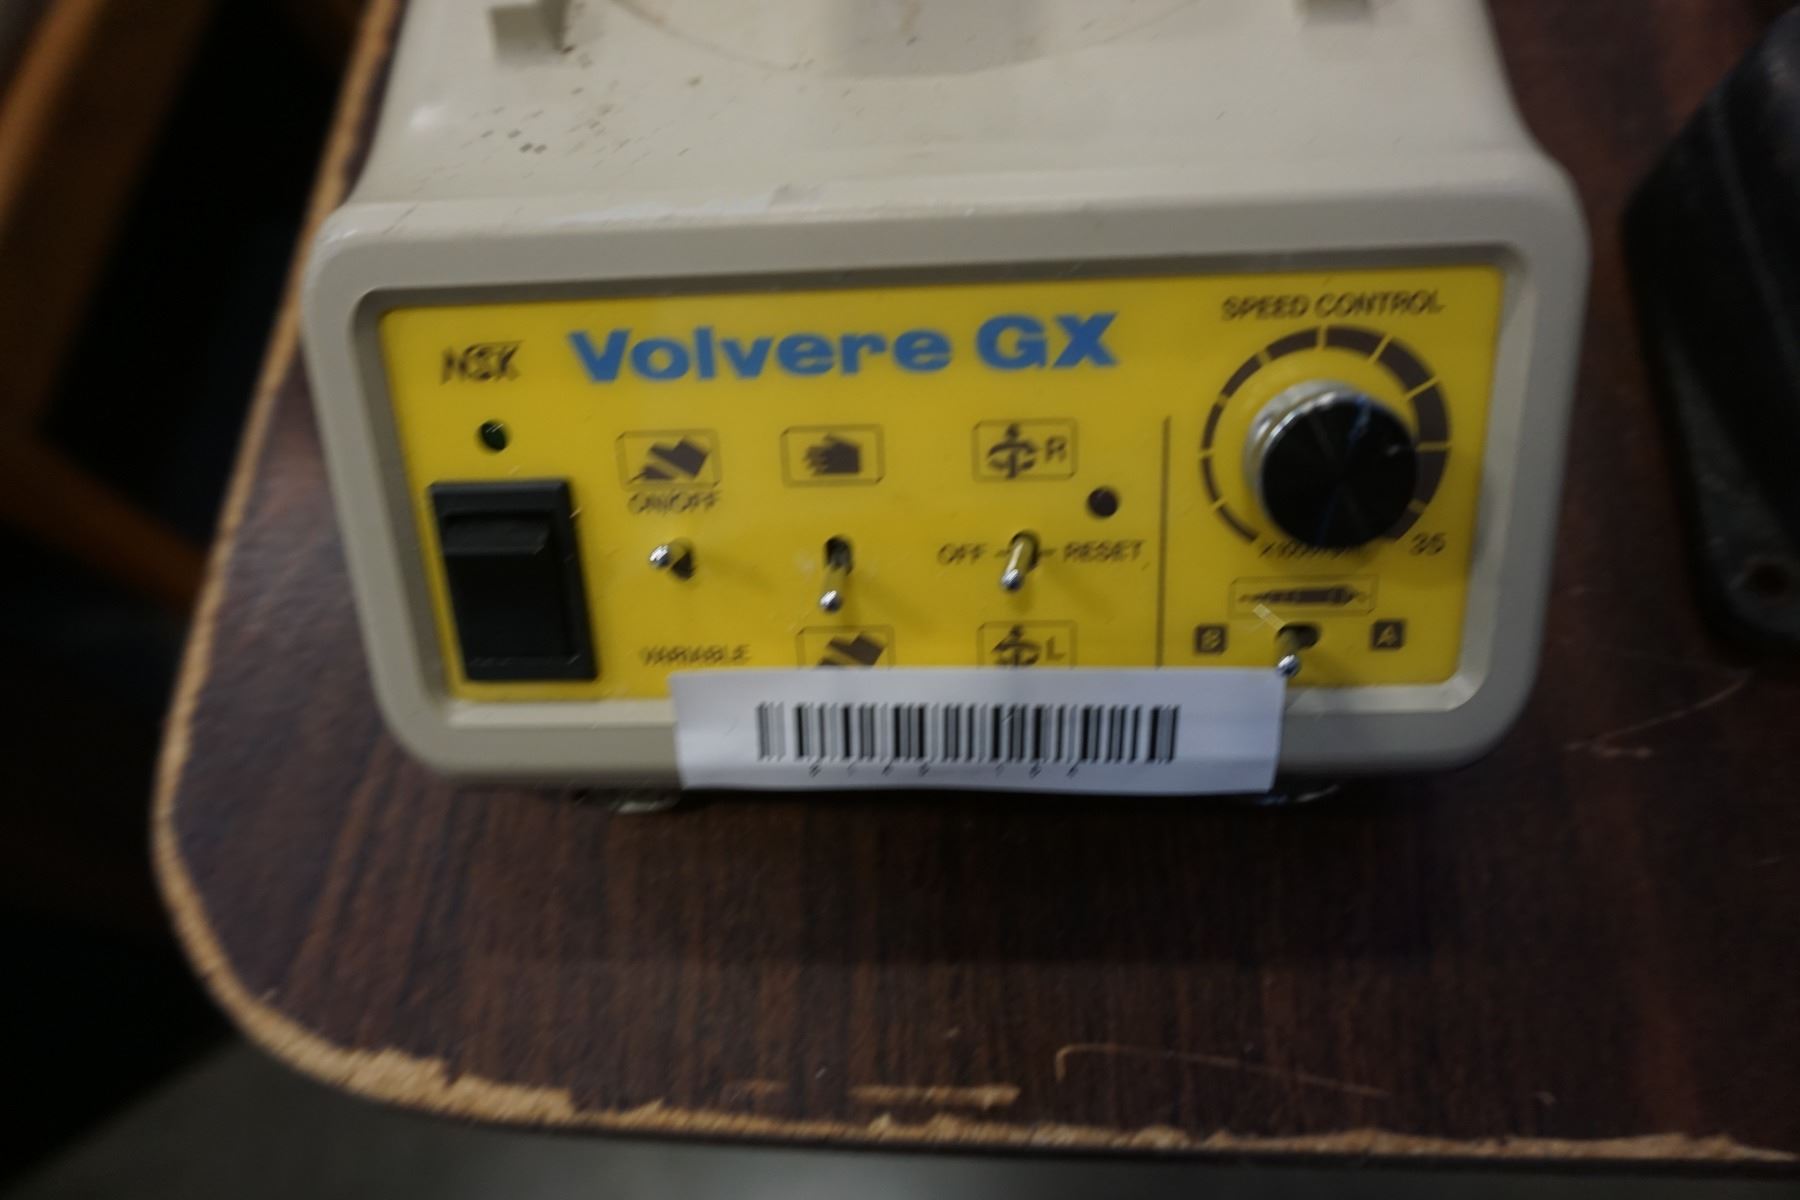 NSK
Volvere GX
SPEED CONTROL
ON/OFF
R
OFF
RESET
35
VARIABLE
L
B
A